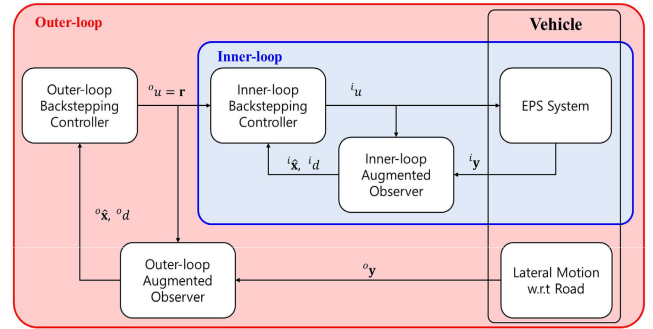 Outer-loop
Vehicle
Inner-loop
Outer-loop
Backstepping
Controller
ᵒu = r
Inner-loop
Backstepping
Controller
ⁱu
EPS System
ⁱx̂, ⁱd
Inner-loop
Augmented
Observer
ⁱy
ᵒx̂, ᵒd
Outer-loop
Augmented
Observer
ᵒy
Lateral Motion
w.r.t Road